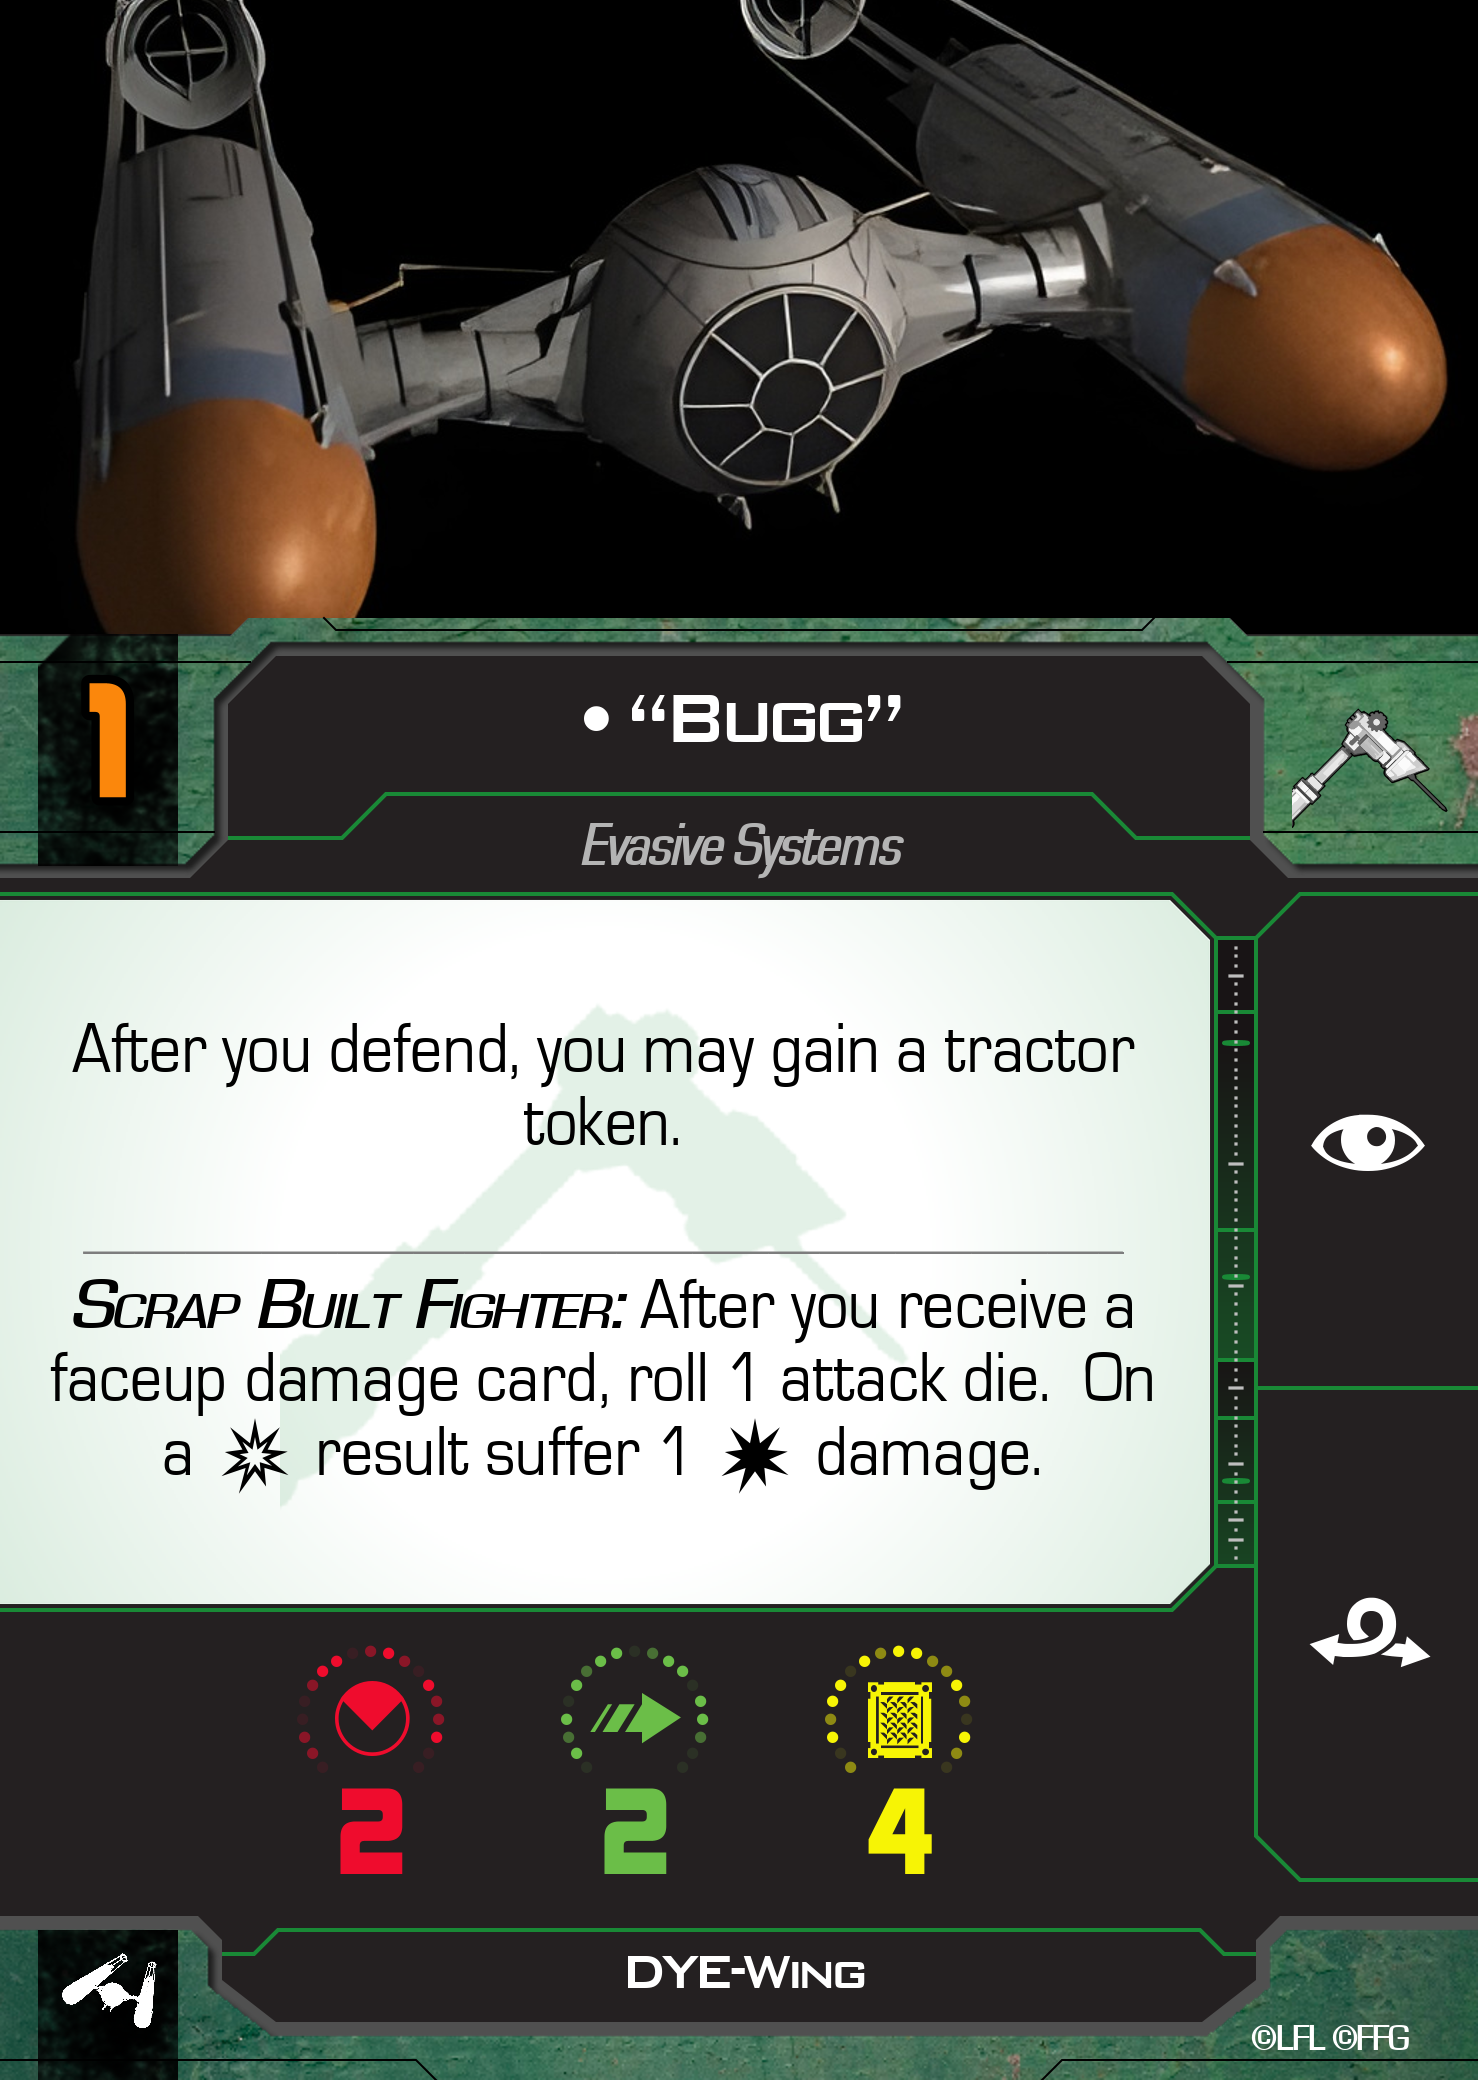 1
• “Bugg”
Evasive Systems
After you defend, you may gain a tractor
token.
Scrap Built Fighter: After you receive a
faceup damage card, roll 1 attack die. On
a result suffer 1 damage.
2 2 4
DYE-Wing
©LFL ©FFG